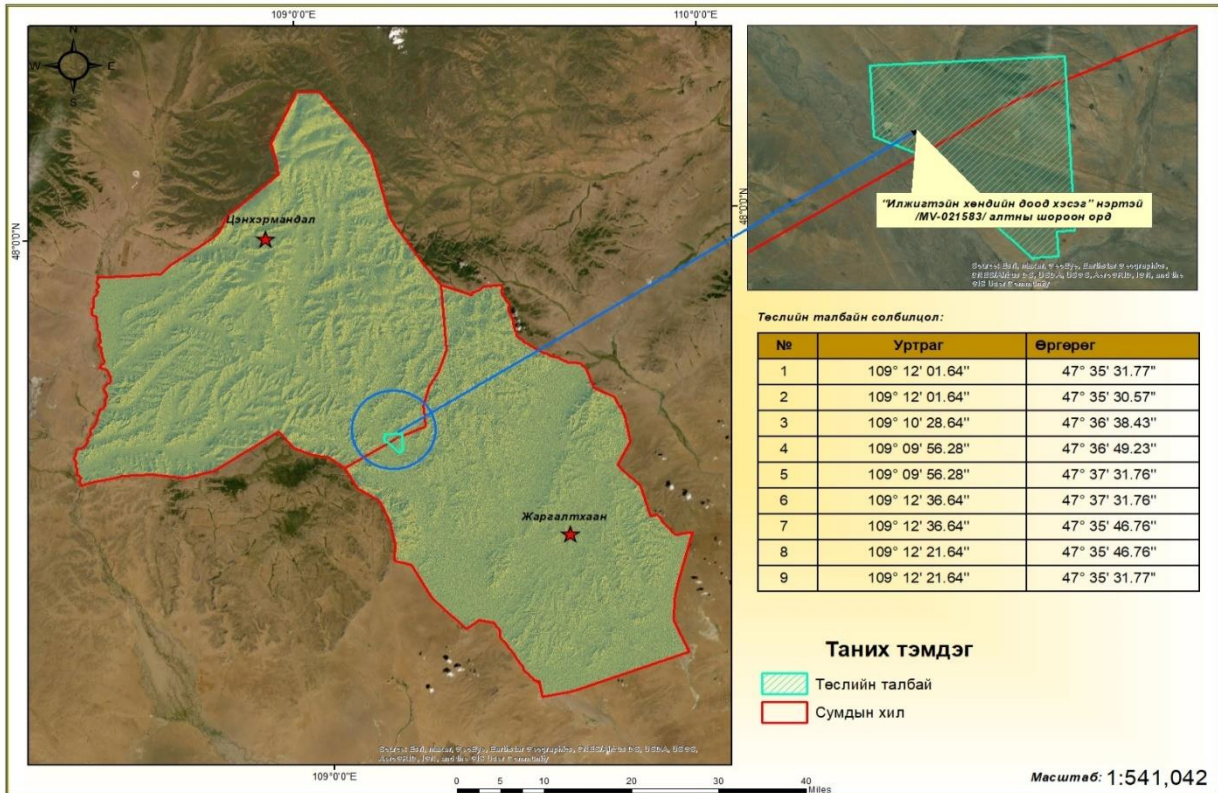 109°0'0"E
110°0'0"E
N
W
E
S
48°0'0"N
48°0'0"N
Цэнхэрмандал
Жаргалтхаан
"Илжигтэйн хөндийн доод хэсэг" нэртэй
/MV-021583/ алтны шороон орд
Төслийн талбайн солбилцол:
№ Уртраг Өргөрөг
1 109° 12' 01.64" 47° 35' 31.77"
2 109° 12' 01.64" 47° 35' 30.57"
3 109° 10' 28.64" 47° 36' 38.43"
4 109° 09' 56.28" 47° 36' 49.23"
5 109° 09' 56.28" 47° 37' 31.76"
6 109° 12' 36.64" 47° 37' 31.76"
7 109° 12' 36.64" 47° 35' 46.76"
8 109° 12' 21.64" 47° 35' 46.76"
9 109° 12' 21.64" 47° 35' 31.77"
Таних тэмдэг
Төслийн талбай
Сумдын хил
109°0'0"E
0 5 10 20 30 40
Miles
Масштаб: 1:541,042